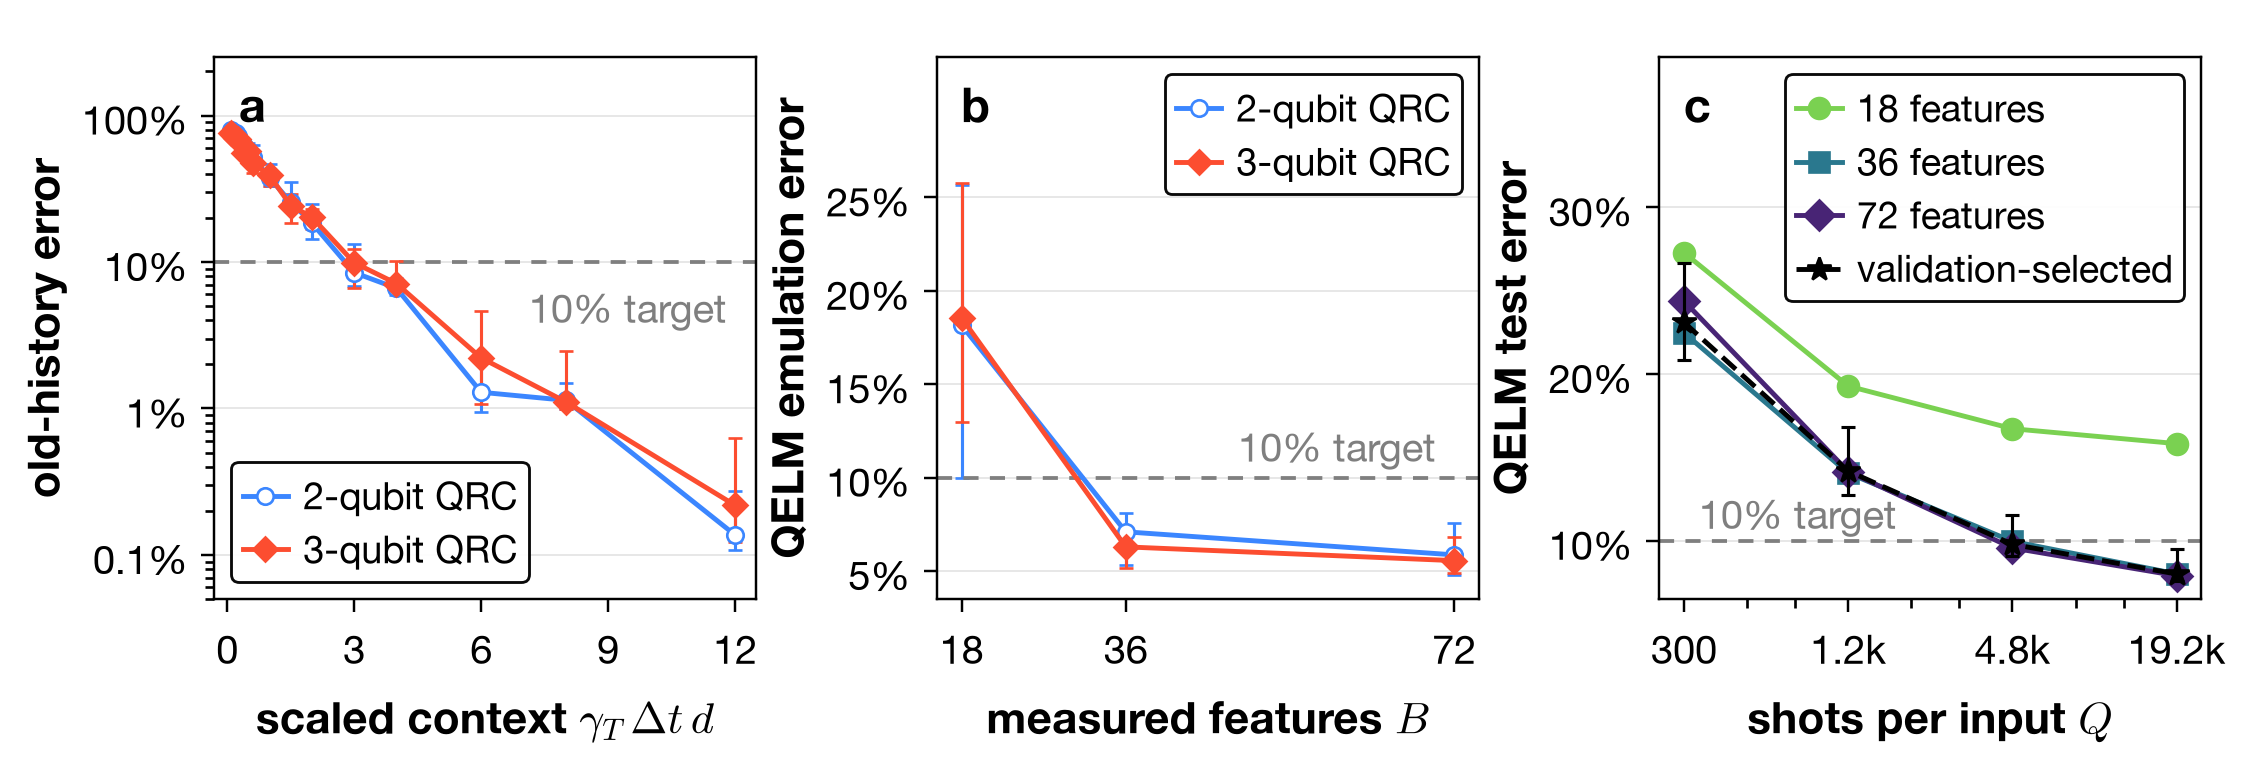 a
old-history error
100%
10%
1%
0.1%
10% target
2-qubit QRC
3-qubit QRC
0
3
6
9
12
scaled context γ_T Δt d
b
QELM emulation error
25%
20%
15%
10%
5%
2-qubit QRC
3-qubit QRC
10% target
18
36
72
measured features B
c
QELM test error
30%
20%
10%
18 features
36 features
72 features
validation-selected
10% target
300
1.2k
4.8k
19.2k
shots per input Q